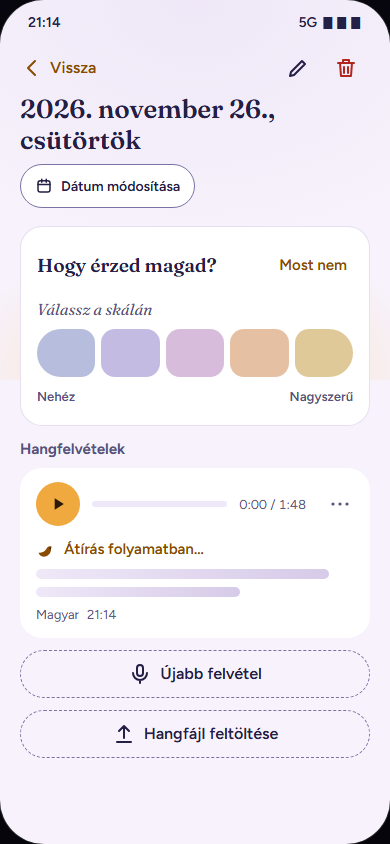 21:14
5G
Vissza
2026. november 26.,
csütörtök
Dátum módosítása
Hogy érzed magad?
Most nem
Válassz a skálán
Nehéz
Nagyszerű
Hangfelvételek
0:00 / 1:48
Átírás folyamatban...
Magyar 21:14
Újabb felvétel
Hangfájl feltöltése